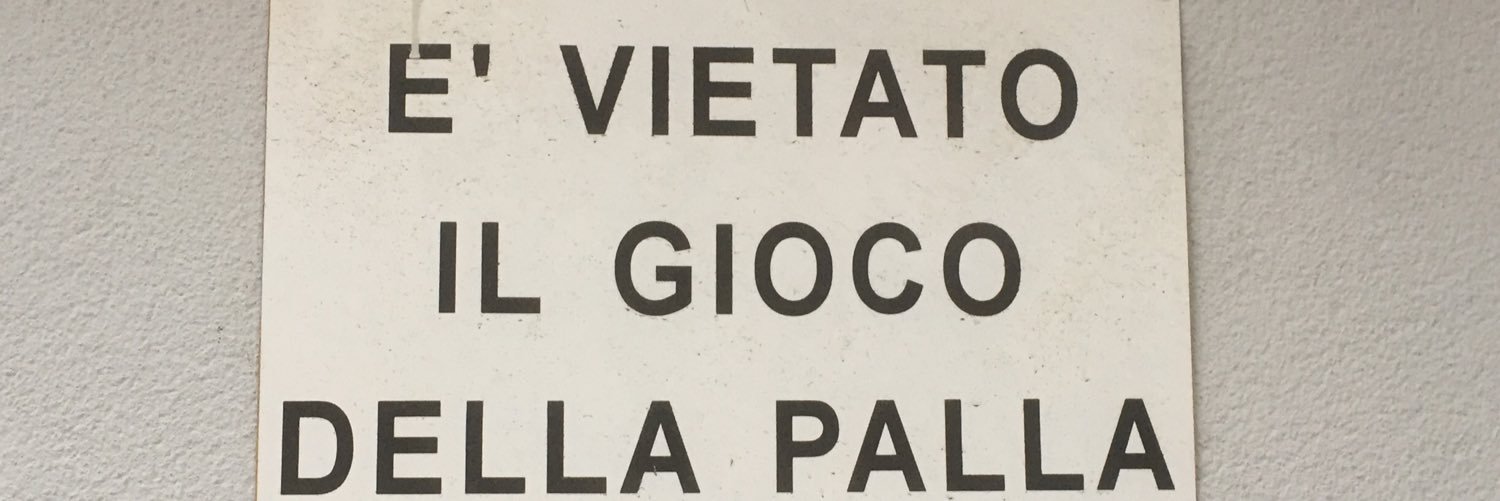 E' VIETATO
IL GIOCO
DELLA PALLA